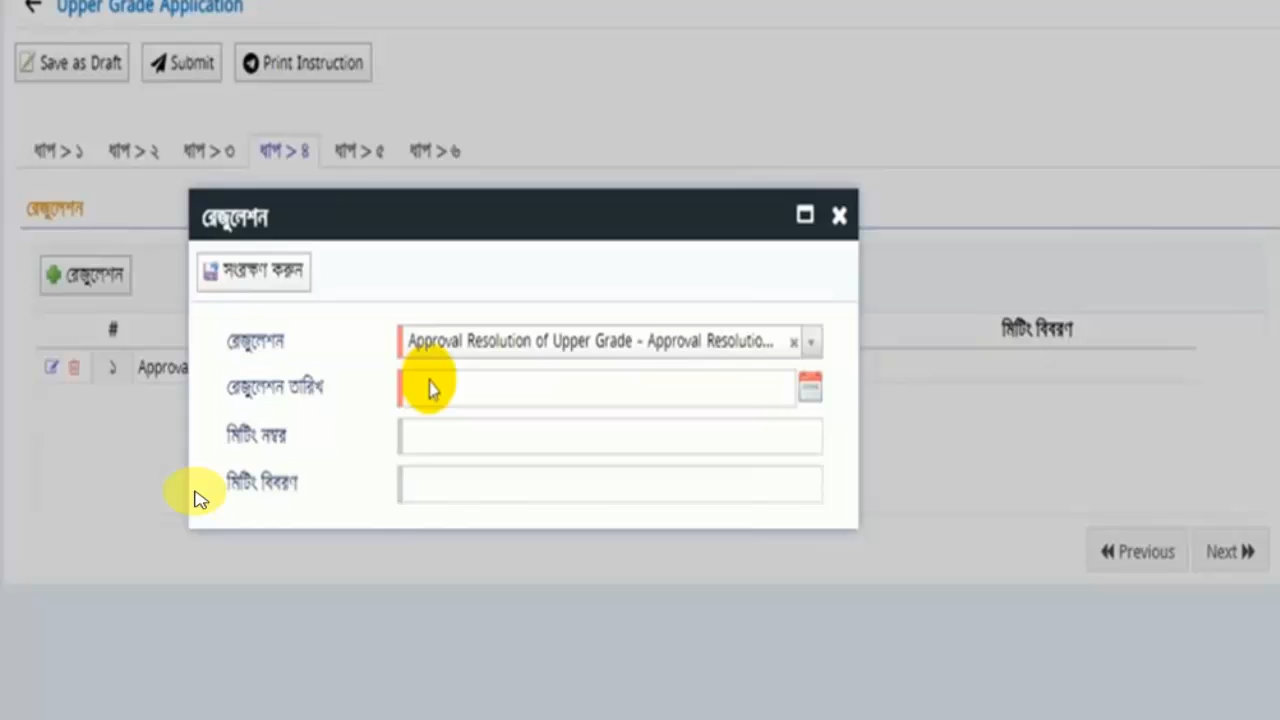 Upper Grade Application
Save as Draft Submit Print Instruction
ধাপ > ১ ধাপ > ২ ধাপ > ৩ ধাপ > ৪ ধাপ > ৫ ধাপ > ৬
রেজুলেশন
রেজুলেশন
# মিটিং বিবরণ
১ Approva
রেজুলেশন
সংরক্ষণ করুন
রেজুলেশন Approval Resolution of Upper Grade - Approval Resolutio...
রেজুলেশন তারিখ
মিটিং নম্বর
মিটিং বিবরণ
Previous Next